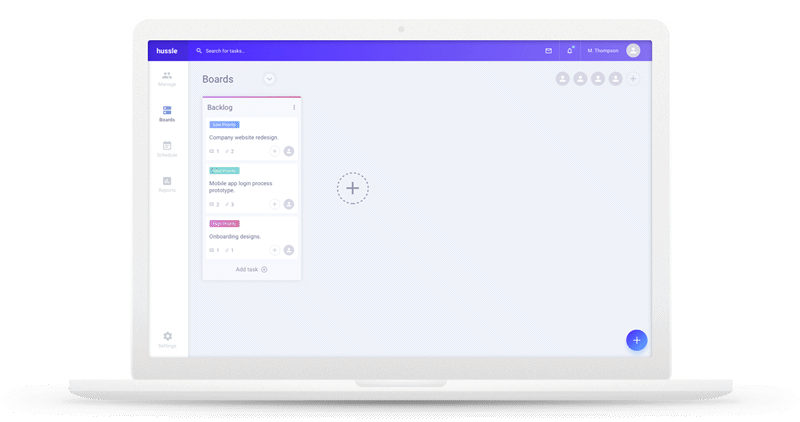 hussle
Search for tasks..
M. Thompson
Manage
Boards
Schedule
Reports
Settings
Boards
Backlog
Low Priority
Company website redesign.
1 2
Med Priority
Mobile app login process
prototype.
2 3
High Priority
Onboarding designs.
1 1
Add task